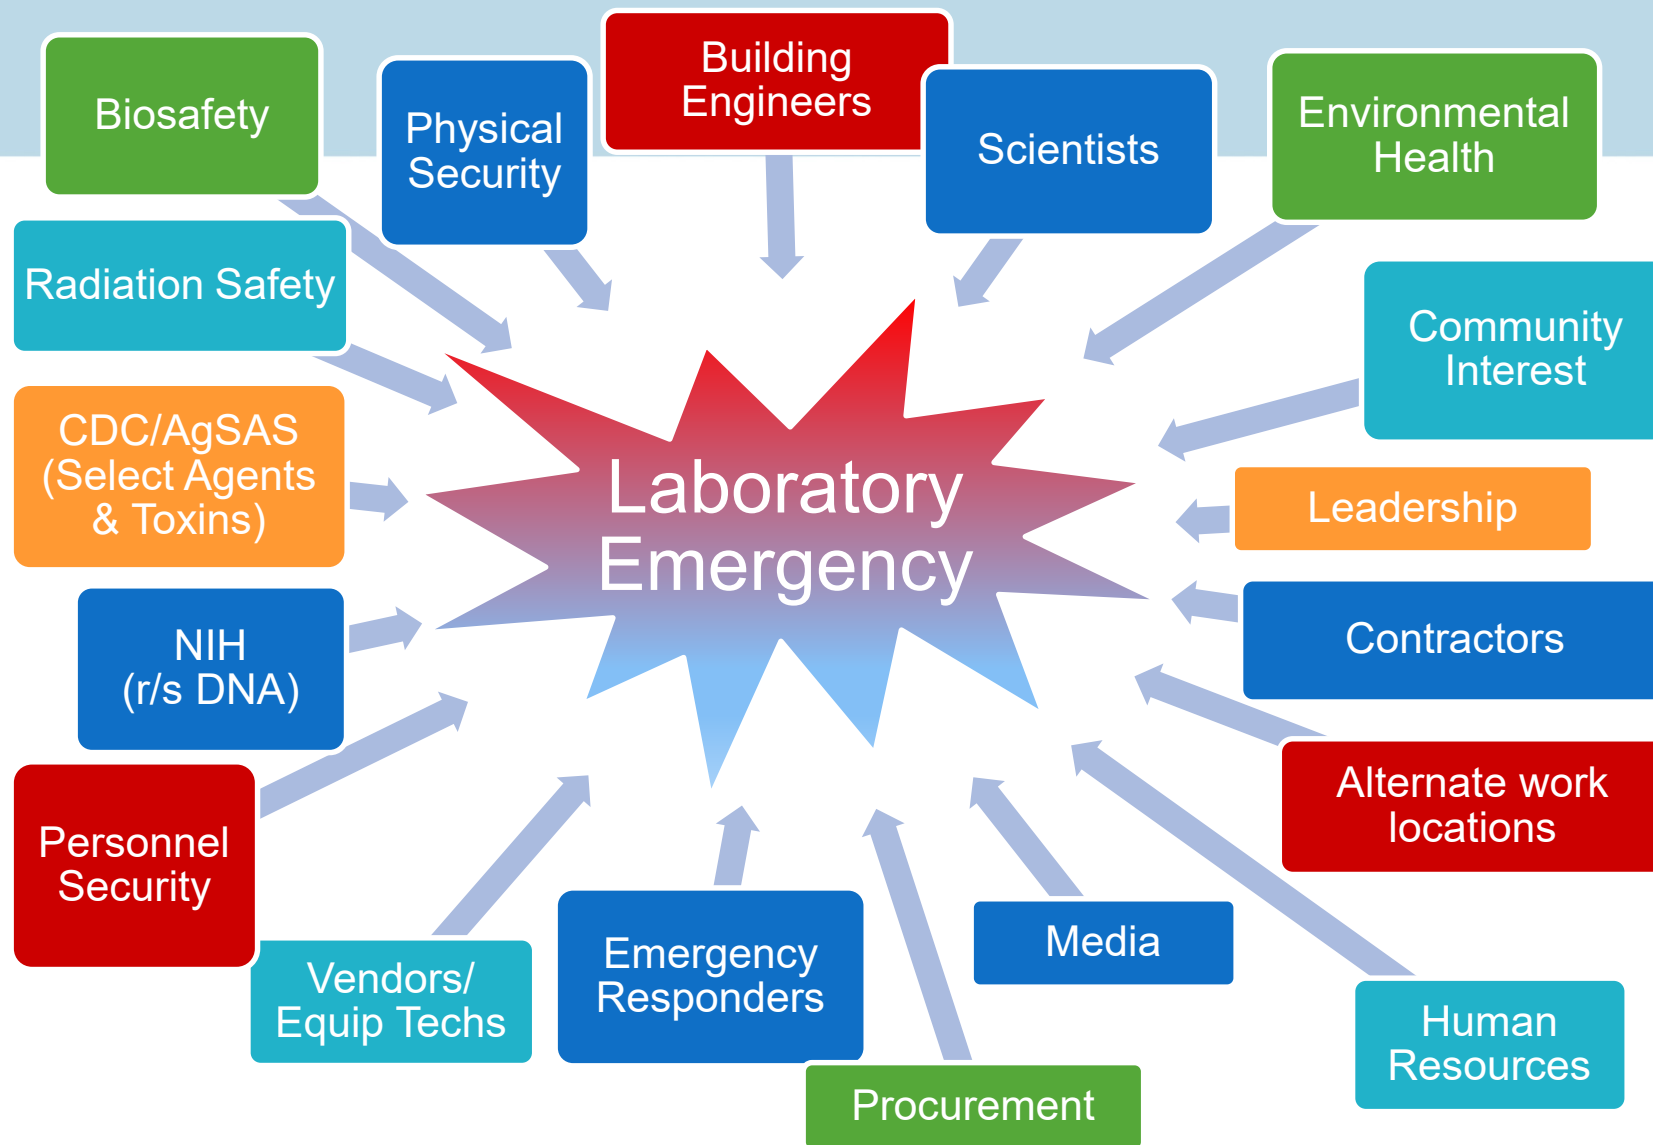 Building
Engineers
Biosafety
Physical
Security
Scientists
Environmental
Health
Radiation Safety
Community
Interest
CDC/AgSAS
(Select Agents
& Toxins)
Laboratory
Emergency
Leadership
NIH
(r/s DNA)
Contractors
Personnel
Security
Alternate work
locations
Vendors/
Equip Techs
Emergency
Responders
Media
Human
Resources
Procurement